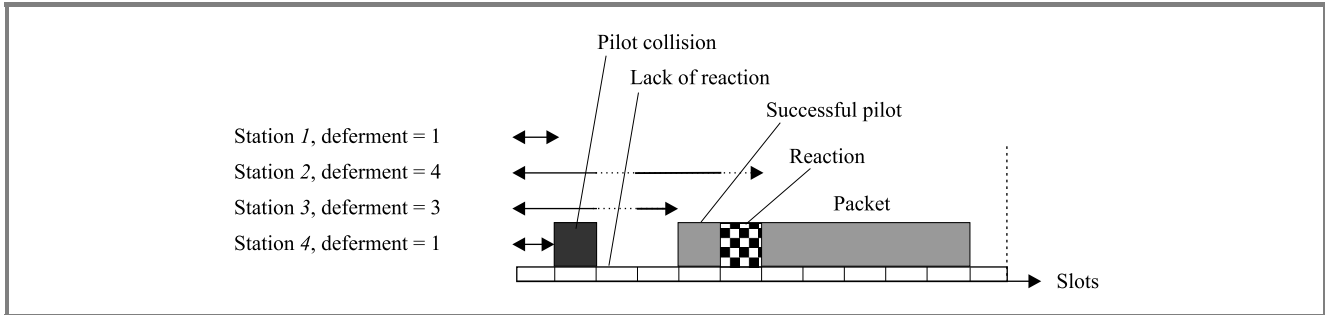 Pilot collision
Lack of reaction
Successful pilot
Station 1, deferment = 1
Reaction
Station 2, deferment = 4
Station 3, deferment = 3
Packet
Station 4, deferment = 1
Slots